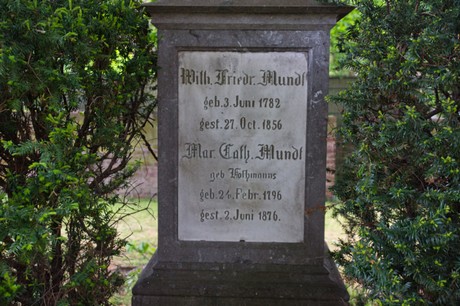 Wilh. Friedr. Mundt
geb. 3. Juni 1782
gest. 27. Oct. 1856
Mar. Cath. Mundt
geb. Rothmanns
geb. 24. Febr. 1796
gest. 2. Juni 1876.